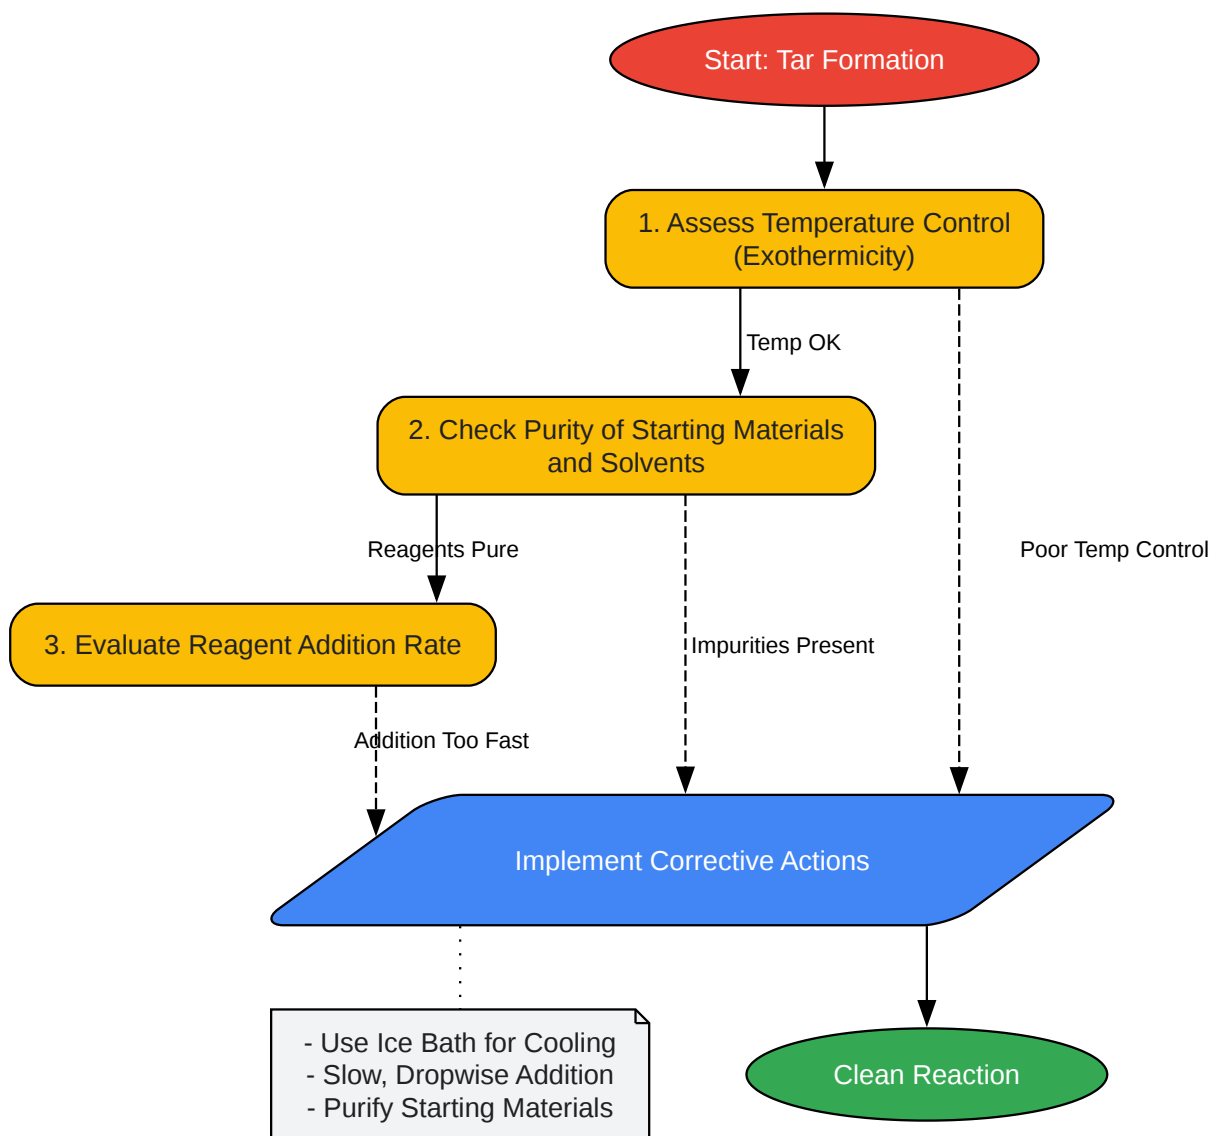 Start: Tar Formation
1. Assess Temperature Control
(Exothermicity)
Temp OK
2. Check Purity of Starting Materials
and Solvents
Reagents Pure
Poor Temp Control
3. Evaluate Reagent Addition Rate
Impurities Present
Addition Too Fast
Implement Corrective Actions
- Use Ice Bath for Cooling
- Slow, Dropwise Addition
- Purify Starting Materials
Clean Reaction